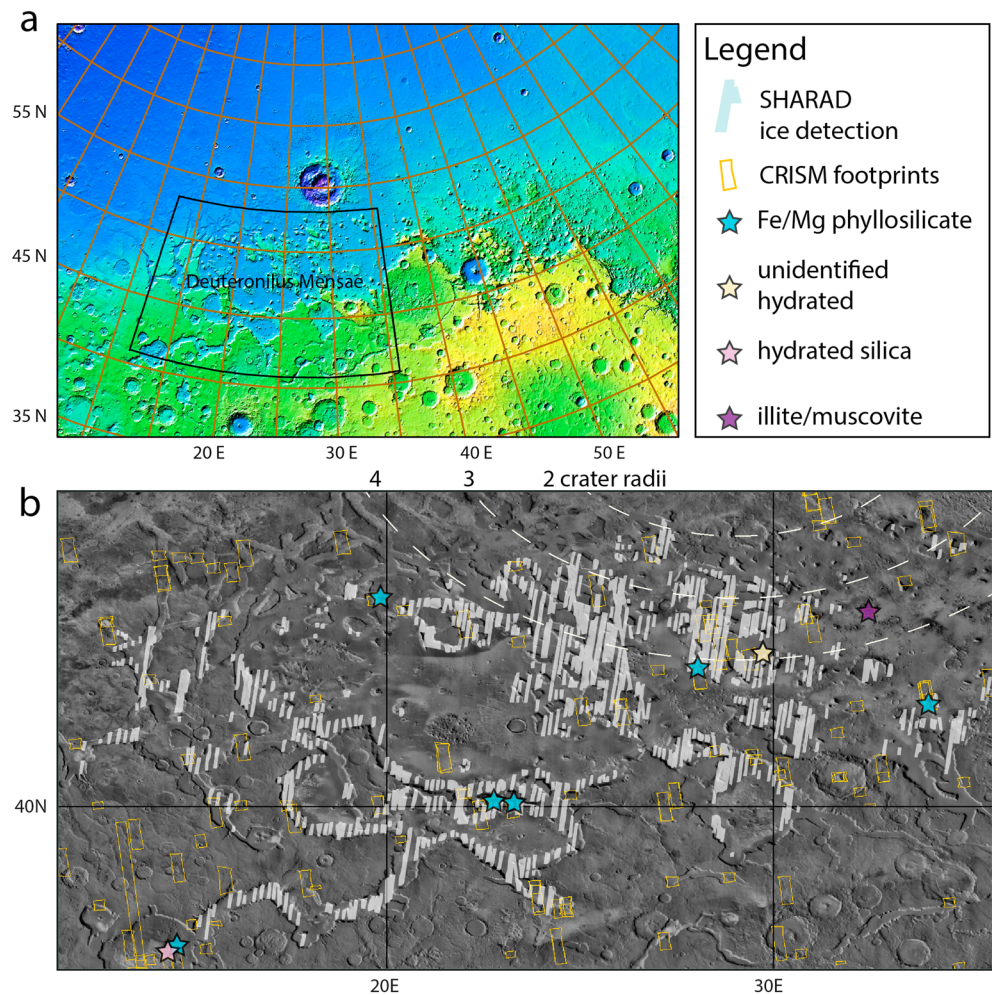 a
55 N
45 N
35 N
Deuteronilus Mensae
20 E
30 E
40 E
50 E
Legend
SHARAD
ice detection
CRISM footprints
Fe/Mg phyllosilicate
unidentified
hydrated
hydrated silica
illite/muscovite
b
4
3
2 crater radii
40N
20E
30E